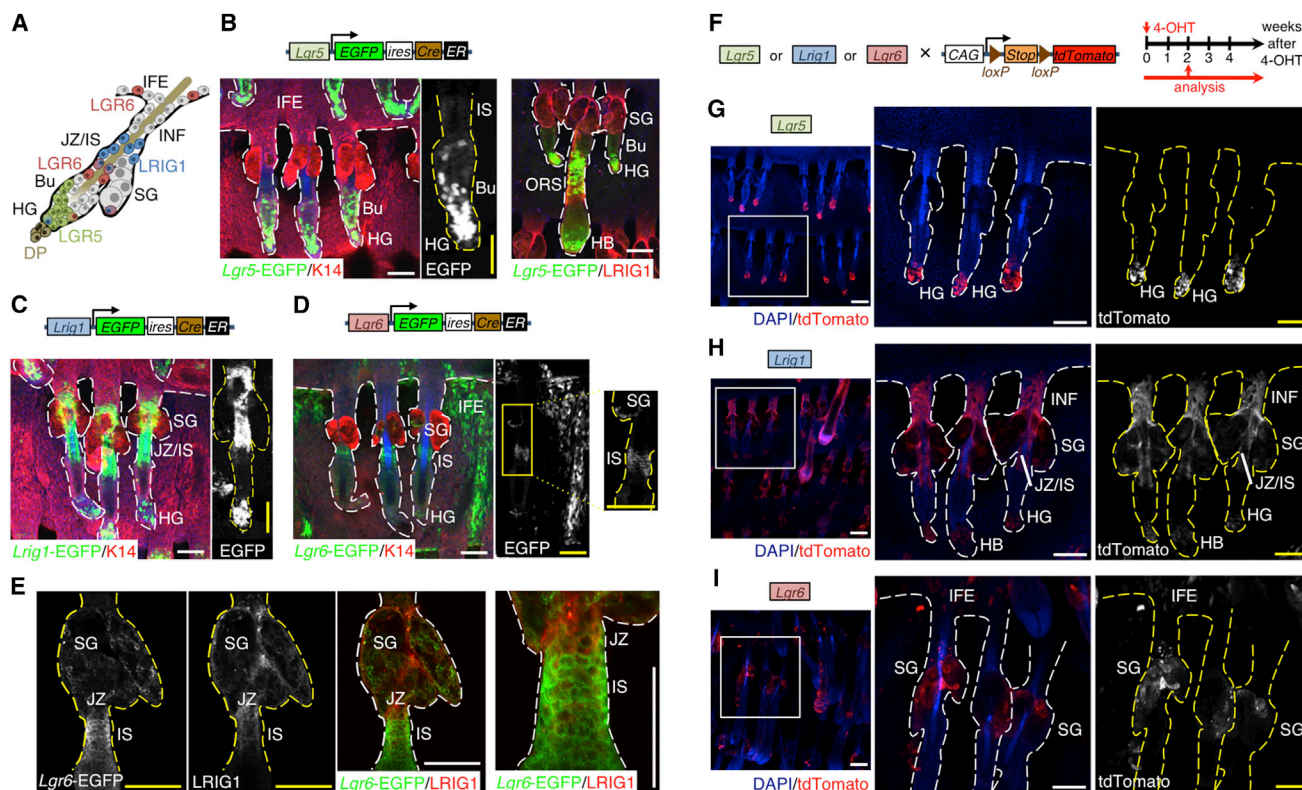 A
IFE
LGR6
JZ/IS
INF
LGR6
LRIG1
Bu
SG
HG
LGR5
DP
B
Lgr5 EGFP ires Cre ER
IFE
Bu
HG
Lgr5-EGFP/K14
IS
Bu
HG
EGFP
SG
Bu
HG
ORS
HB
Lgr5-EGFP/LRIG1
C
Lrig1 EGFP ires Cre ER
SG
JZ/IS
HG
Lrig1-EGFP/K14
EGFP
D
Lgr6 EGFP ires Cre ER
IFE
SG
IS
HG
Lgr6-EGFP/K14
EGFP
SG
IS
E
SG
JZ
IS
Lgr6-EGFP
SG
JZ
IS
LRIG1
SG
JZ
IS
Lgr6-EGFP/LRIG1
JZ
IS
Lgr6-EGFP/LRIG1
F
Lgr5 or Lrig1 or Lgr6 × CAG Stop tdTomato
loxP loxP
4-OHT
0 1 2 3 4
weeks
after
4-OHT
analysis
G
Lgr5
DAPI/tdTomato
HG
HG
HG
tdTomato
H
Lrig1
DAPI/tdTomato
INF
SG
JZ/IS
HG
HB
INF
SG
JZ/IS
HG
HB
tdTomato
I
Lgr6
DAPI/tdTomato
IFE
SG
SG
IFE
SG
SG
tdTomato